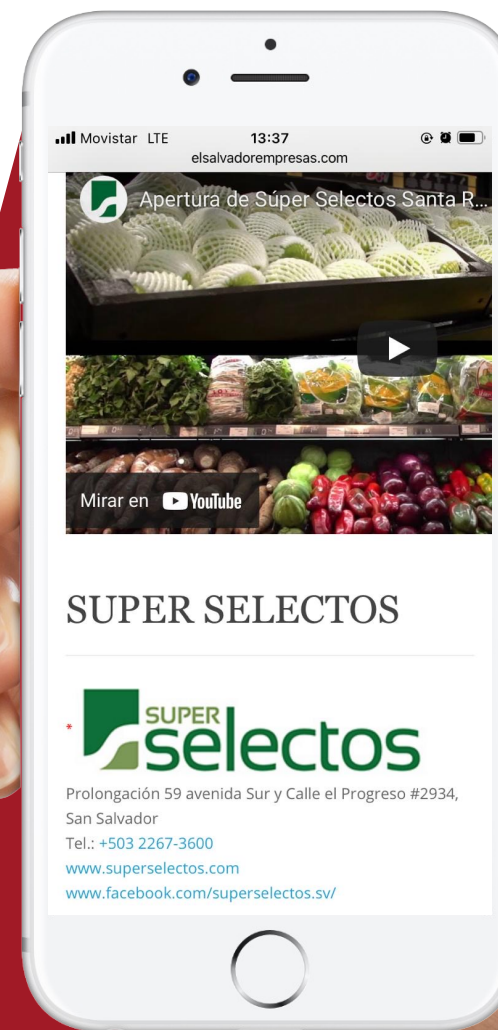 Movistar LTE 13:37
elsalvadorempresas.com
Apertura de Súper Selectos Santa R...
Mirar en YouTube
SUPER SELECTOS
* SUPER
selectos
Prolongación 59 avenida Sur y Calle el Progreso #2934,
San Salvador
Tel.: +503 2267-3600
www.superselectos.com
www.facebook.com/superselectos.sv/